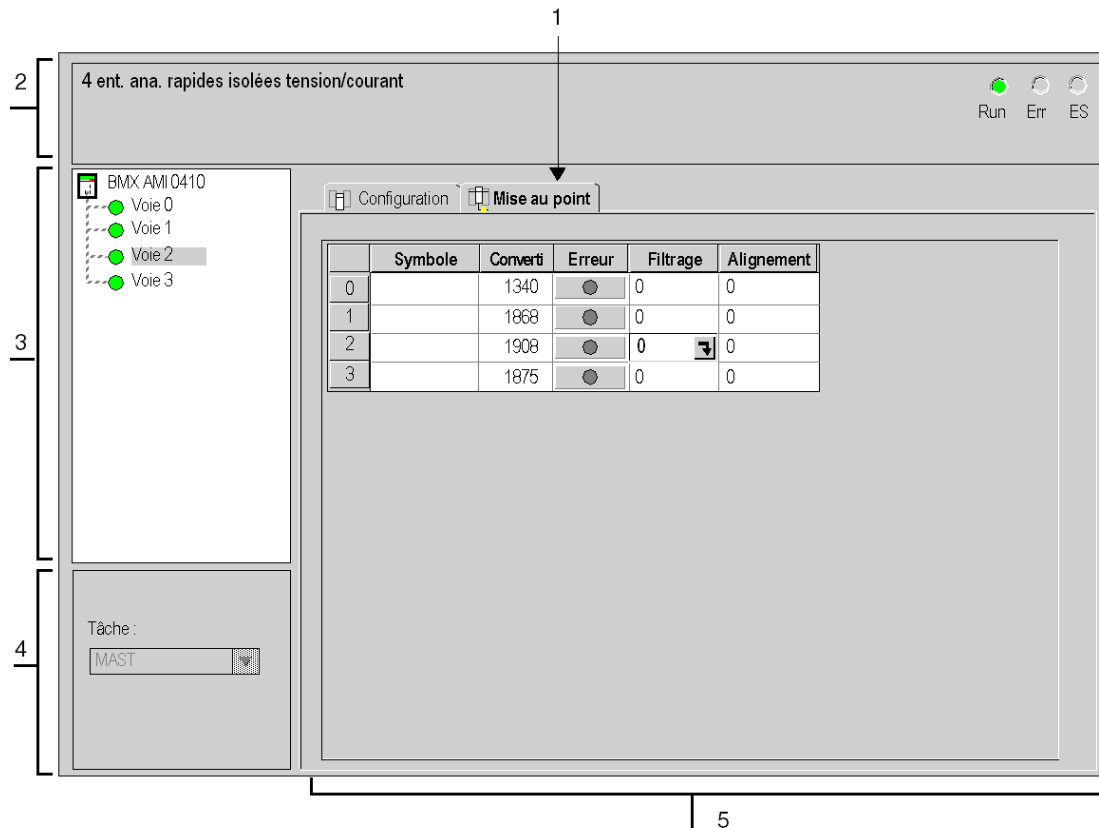 1
2
4 ent. ana. rapides isolées tension/courant
Run Err ES
BMX AMI 0410
Voie 0
Voie 1
Voie 2
Voie 3
3
Configuration
Mise au point
Symbole Converti Erreur Filtrage Alignement
0 1340 0 0
1 1868 0 0
2 1908 0 0
3 1875 0 0
4
Tâche :
MAST
5